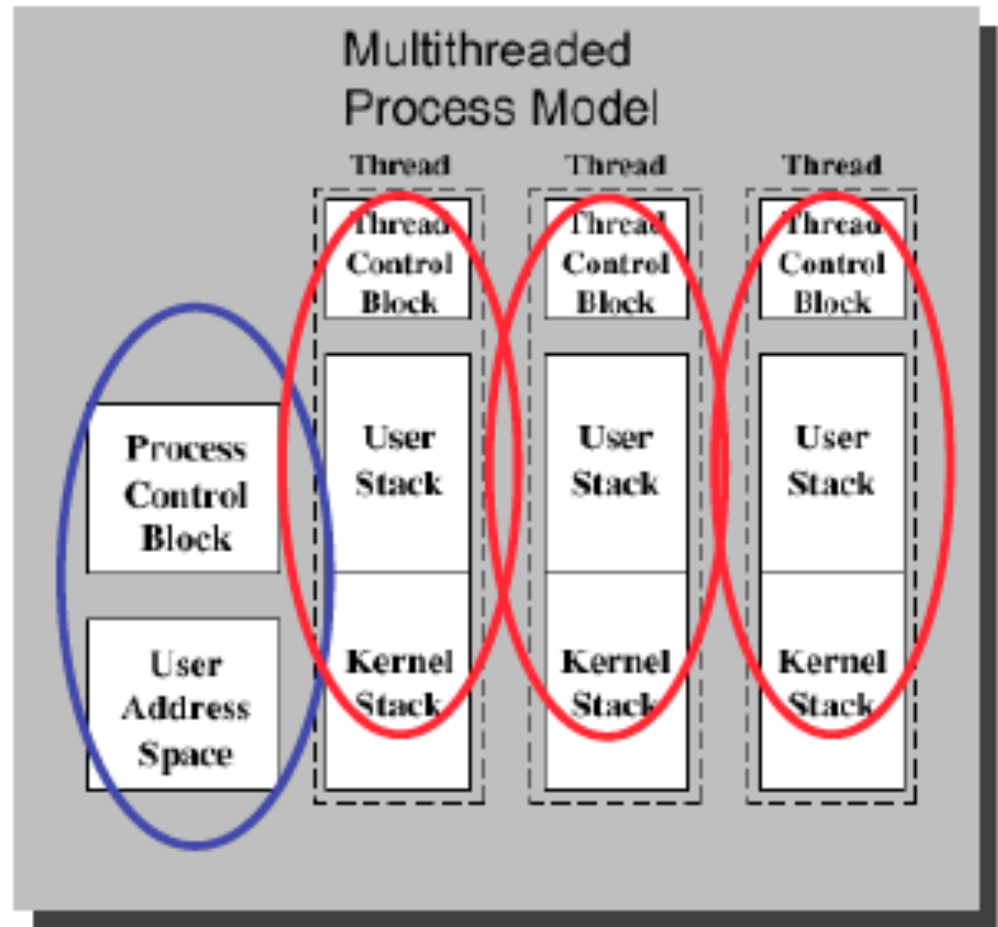 Multithreaded
Process Model
Thread
Thread
Thread
Thread
Control
Block
Thread
Control
Block
Thread
Control
Block
Process
Control
Block
User
Address
Space
User
Stack
User
Stack
User
Stack
Kernel
Stack
Kernel
Stack
Kernel
Stack